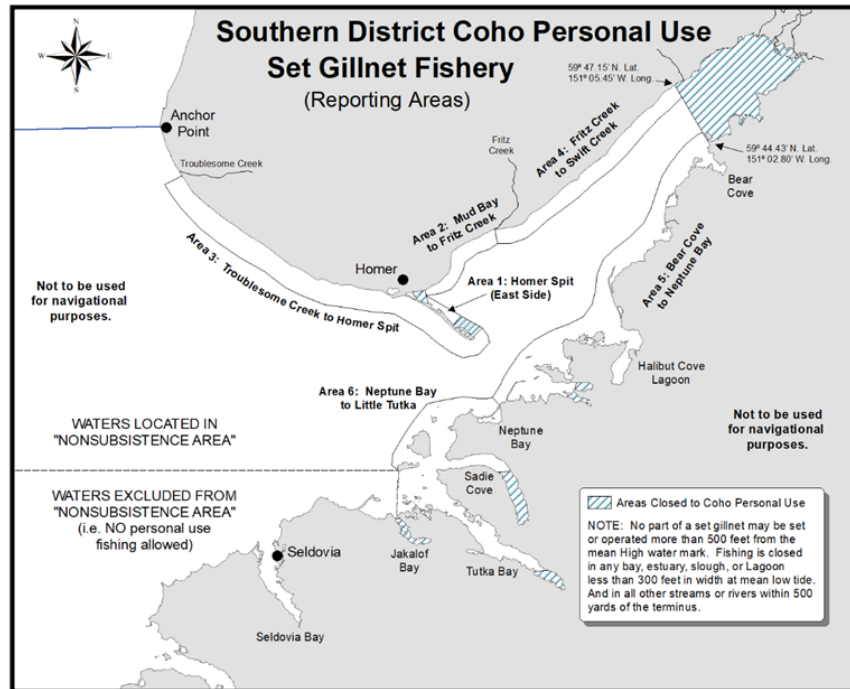 Southern District Coho Personal Use
Set Gillnet Fishery
(Reporting Areas)
N
W
E
S
59º 47.15' N. Lat.
151º 05.45' W. Long.
Anchor
Point
Troublesome Creek
Fritz
Creek
Area 4: Fritz Creek
to Swift Creek
59º 44.43' N. Lat.
151º 02.80' W. Long.
Bear
Cove
Area 2: Mud Bay
to Fritz Creek
Area 3: Troublesome Creek to Homer Spit
Homer
Area 1: Homer Spit
(East Side)
Area 5: Bear Cove
to Neptune Bay
Not to be used
for navigational
purposes.
Halibut Cove
Lagoon
Area 6: Neptune Bay
to Little Tutka
Neptune
Bay
Not to be used
for navigational
purposes.
WATERS LOCATED IN
"NONSUBSISTENCE AREA"
Sadie
Cove
WATERS EXCLUDED FROM
"NONSUBSISTENCE AREA"
(i.e. NO personal use
fishing allowed)
Seldovia
Jakalof
Bay
Tutka Bay
Seldovia Bay
Areas Closed to Coho Personal Use
NOTE: No part of a set gillnet may be set
or operated more than 500 feet from the
mean High water mark. Fishing is closed
in any bay, estuary, slough, or Lagoon
less than 300 feet in width at mean low tide.
And in all other streams or rivers within 500
yards of the terminus.